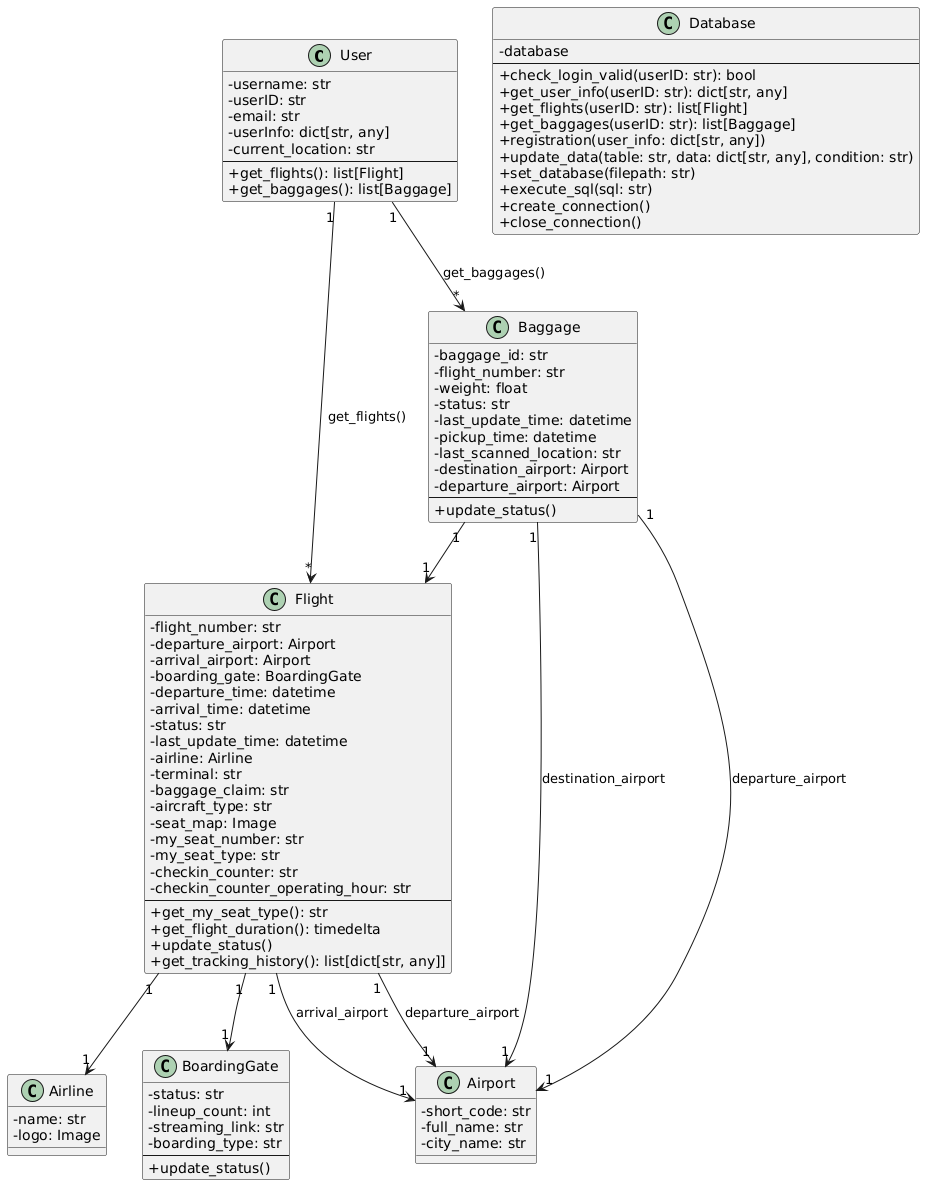 C User
-username: str
-userID: str
-email: str
-userInfo: dict[str, any]
-current_location: str
+get_flights(): list[Flight]
+get_baggages(): list[Baggage]
C Database
-database
+check_login_valid(userID: str): bool
+get_user_info(userID: str): dict[str, any]
+get_flights(userID: str): list[Flight]
+get_baggages(userID: str): list[Baggage]
+registration(user_info: dict[str, any])
+update_data(table: str, data: dict[str, any], condition: str)
+set_database(filepath: str)
+execute_sql(sql: str)
+create_connection()
+close_connection()
1
1
get_baggages()
*
C Baggage
-baggage_id: str
-flight_number: str
-weight: float
-status: str
-last_update_time: datetime
-pickup_time: datetime
-last_scanned_location: str
-destination_airport: Airport
-departure_airport: Airport
+update_status()
get_flights()
*
1
1
1
1
C Flight
-flight_number: str
-departure_airport: Airport
-arrival_airport: Airport
-boarding_gate: BoardingGate
-departure_time: datetime
-arrival_time: datetime
-status: str
-last_update_time: datetime
-airline: Airline
-terminal: str
-baggage_claim: str
-aircraft_type: str
-seat_map: Image
-my_seat_number: str
-my_seat_type: str
-checkin_counter: str
-checkin_counter_operating_hour: str
+get_my_seat_type(): str
+get_flight_duration(): timedelta
+update_status()
+get_tracking_history(): list[dict[str, any]]
destination_airport
departure_airport
1
1
1
1
arrival_airport
departure_airport
1
1
1
1
1
1
C Airline
-name: str
-logo: Image
C BoardingGate
-status: str
-lineup_count: int
-streaming_link: str
-boarding_type: str
+update_status()
C Airport
-short_code: str
-full_name: str
-city_name: str